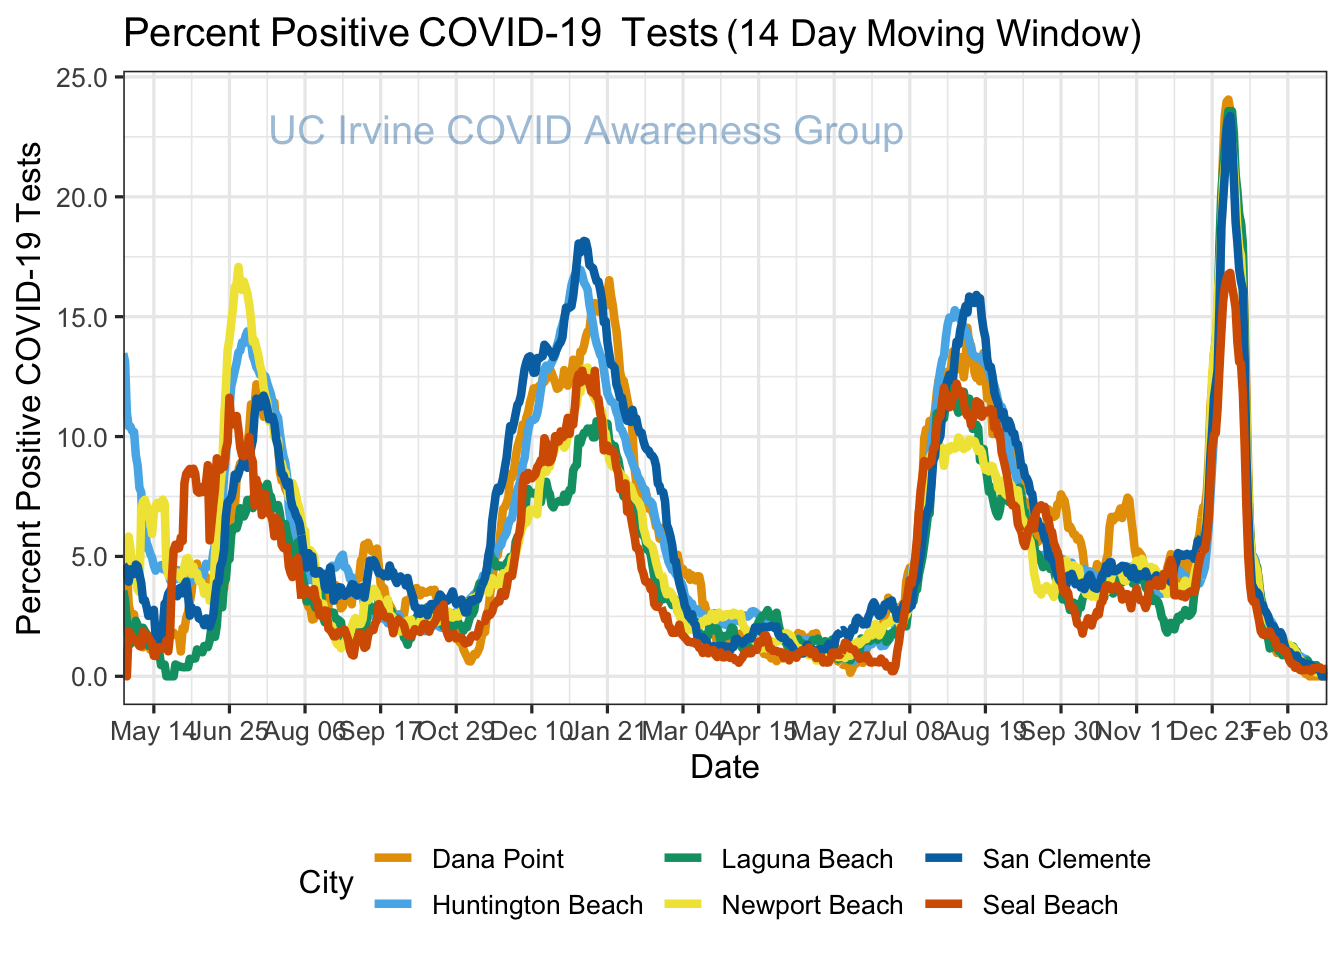 Percent Positive COVID-19 Tests (14 Day Moving Window)
25.0
20.0
15.0
10.0
5.0
0.0
Percent Positive COVID-19 Tests
UC Irvine COVID Awareness Group
May 14 Jun 25 Aug 06 Sep 17 Oct 29 Dec 10 Jan 21 Mar 04 Apr 15 May 27 Jul 08 Aug 19 Sep 30 Nov 11 Dec 23 Feb 03
Date
City
Dana Point Laguna Beach San Clemente
Huntington Beach Newport Beach Seal Beach